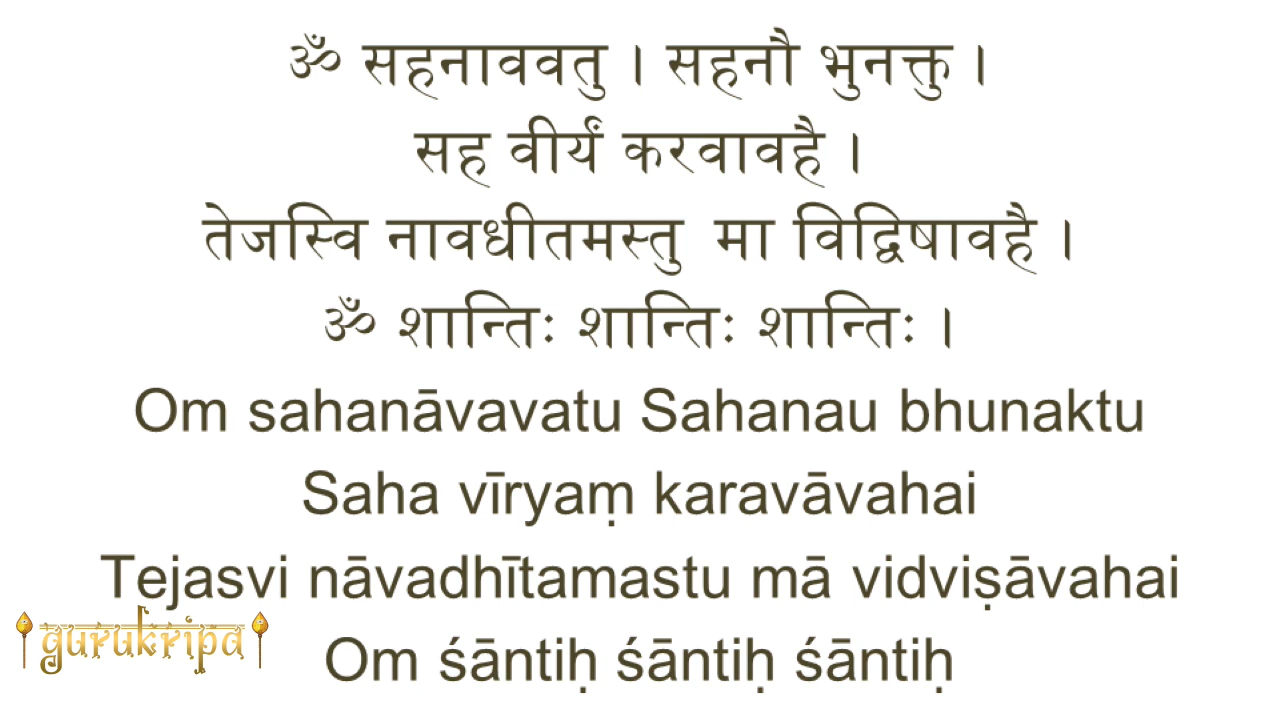 ॐ सहनाववतु । सहनौ भुनक्तु ।
सह वीर्यं करवावहै ।
तेजस्वि नावधीतमस्तु मा विद्विषावहै ।
ॐ शान्तिः शान्तिः शान्तिः ।
Om sahanāvavatu Sahanau bhunaktu
Saha vīryaṃ karavāvahai
Tejasvi nāvadhītamastu mā vidviṣāvahai
Om śāntiḥ śāntiḥ śāntiḥ
gurukripa